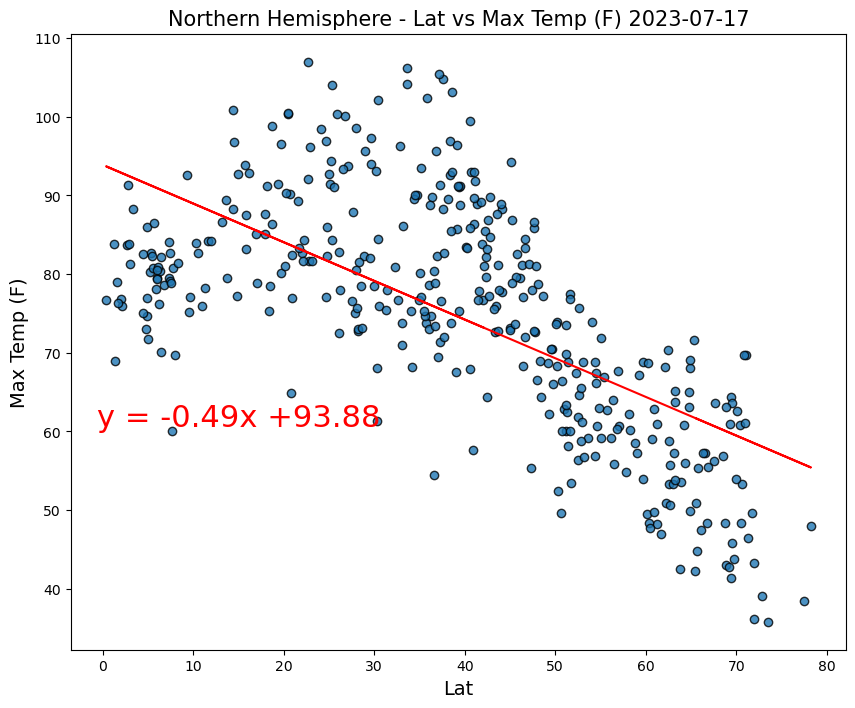 Northern Hemisphere - Lat vs Max Temp (F) 2023-07-17
110
100
90
80
70
60
50
40
Max Temp (F)
y = -0.49x +93.88
0 10 20 30 40 50 60 70 80
Lat